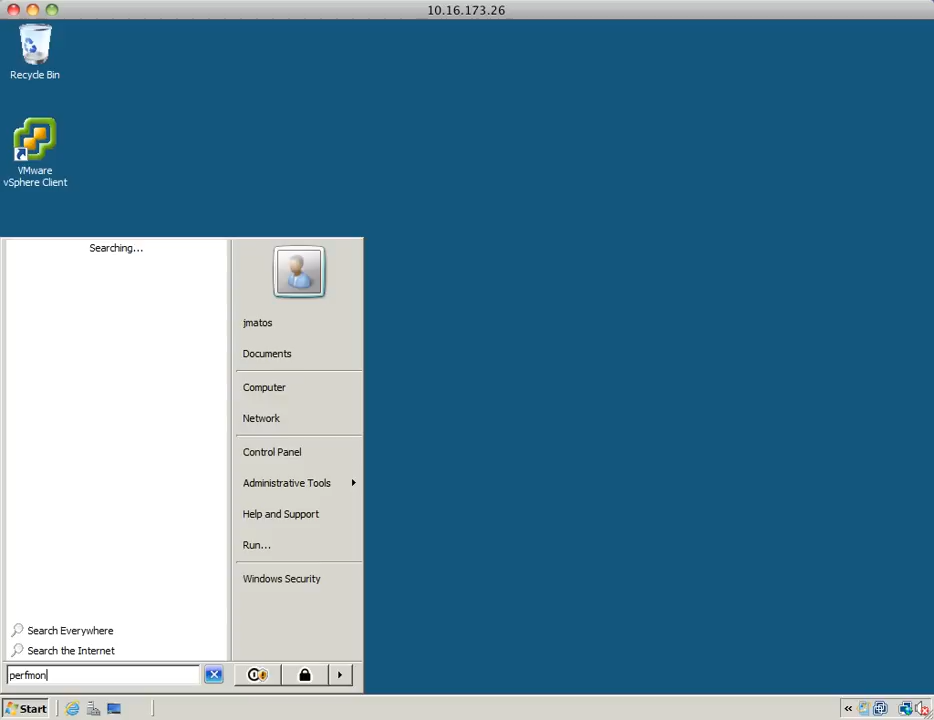 10.16.173.26
Recycle Bin
VMware
vSphere Client
Searching...
jmatos
Documents
Computer
Network
Control Panel
Administrative Tools
Help and Support
Run...
Windows Security
Search Everywhere
Search the Internet
perfmon
Start
«